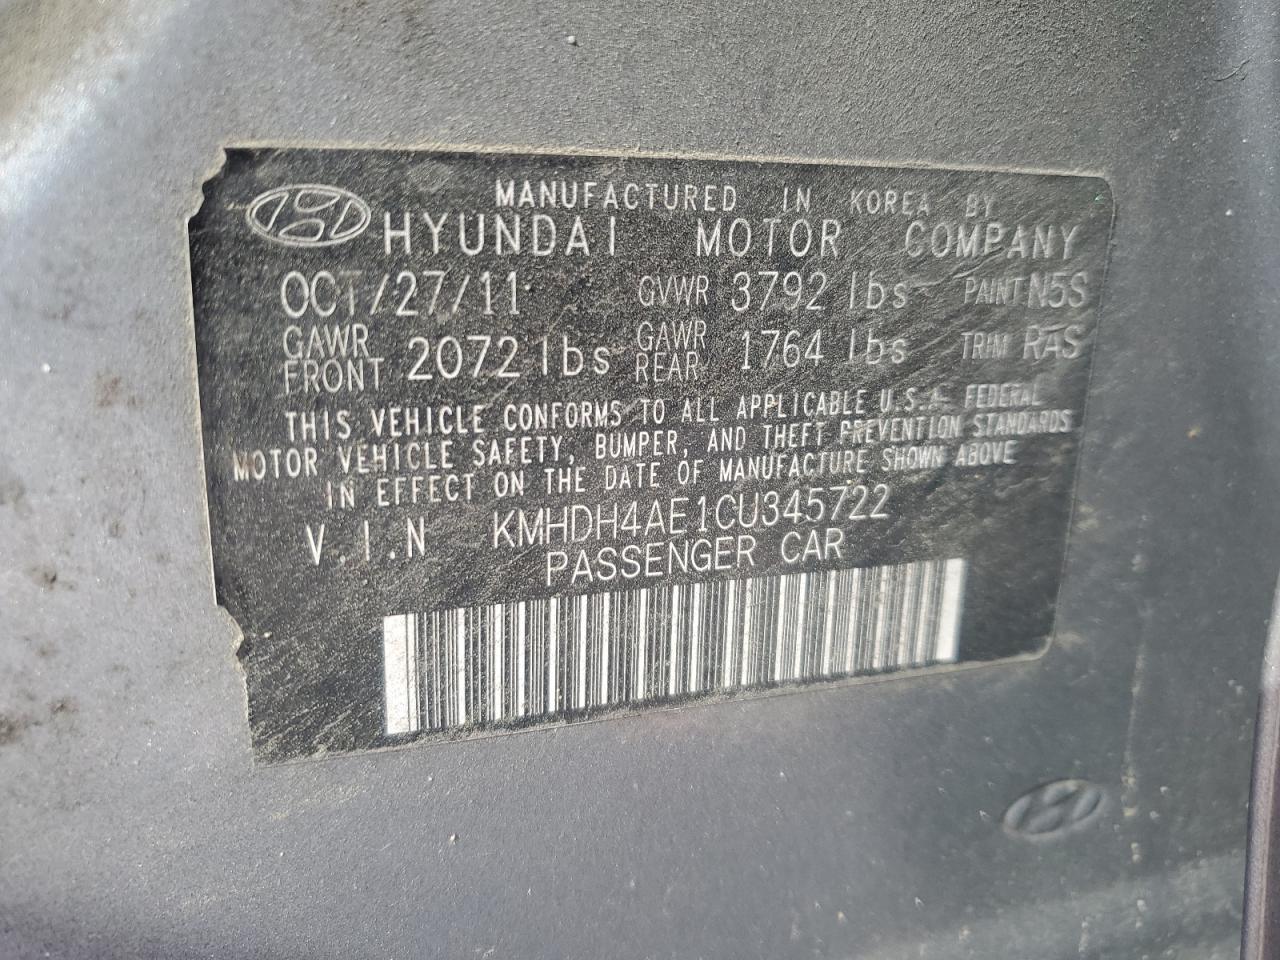 MANUFACTURED IN KOREA BY
HYUNDAI MOTOR COMPANY
OCT/27/11 GVWR 3792 lbs PAINT N5S
GAWR FRONT 2072 lbs GAWR REAR 1764 lbs TRIM RAS
THIS VEHICLE CONFORMS TO ALL APPLICABLE U.S.A. FEDERAL
MOTOR VEHICLE SAFETY, BUMPER, AND THEFT PREVENTION STANDARDS
IN EFFECT ON THE DATE OF MANUFACTURE SHOWN ABOVE
V.I.N KMHDH4AE1CU345722
PASSENGER CAR